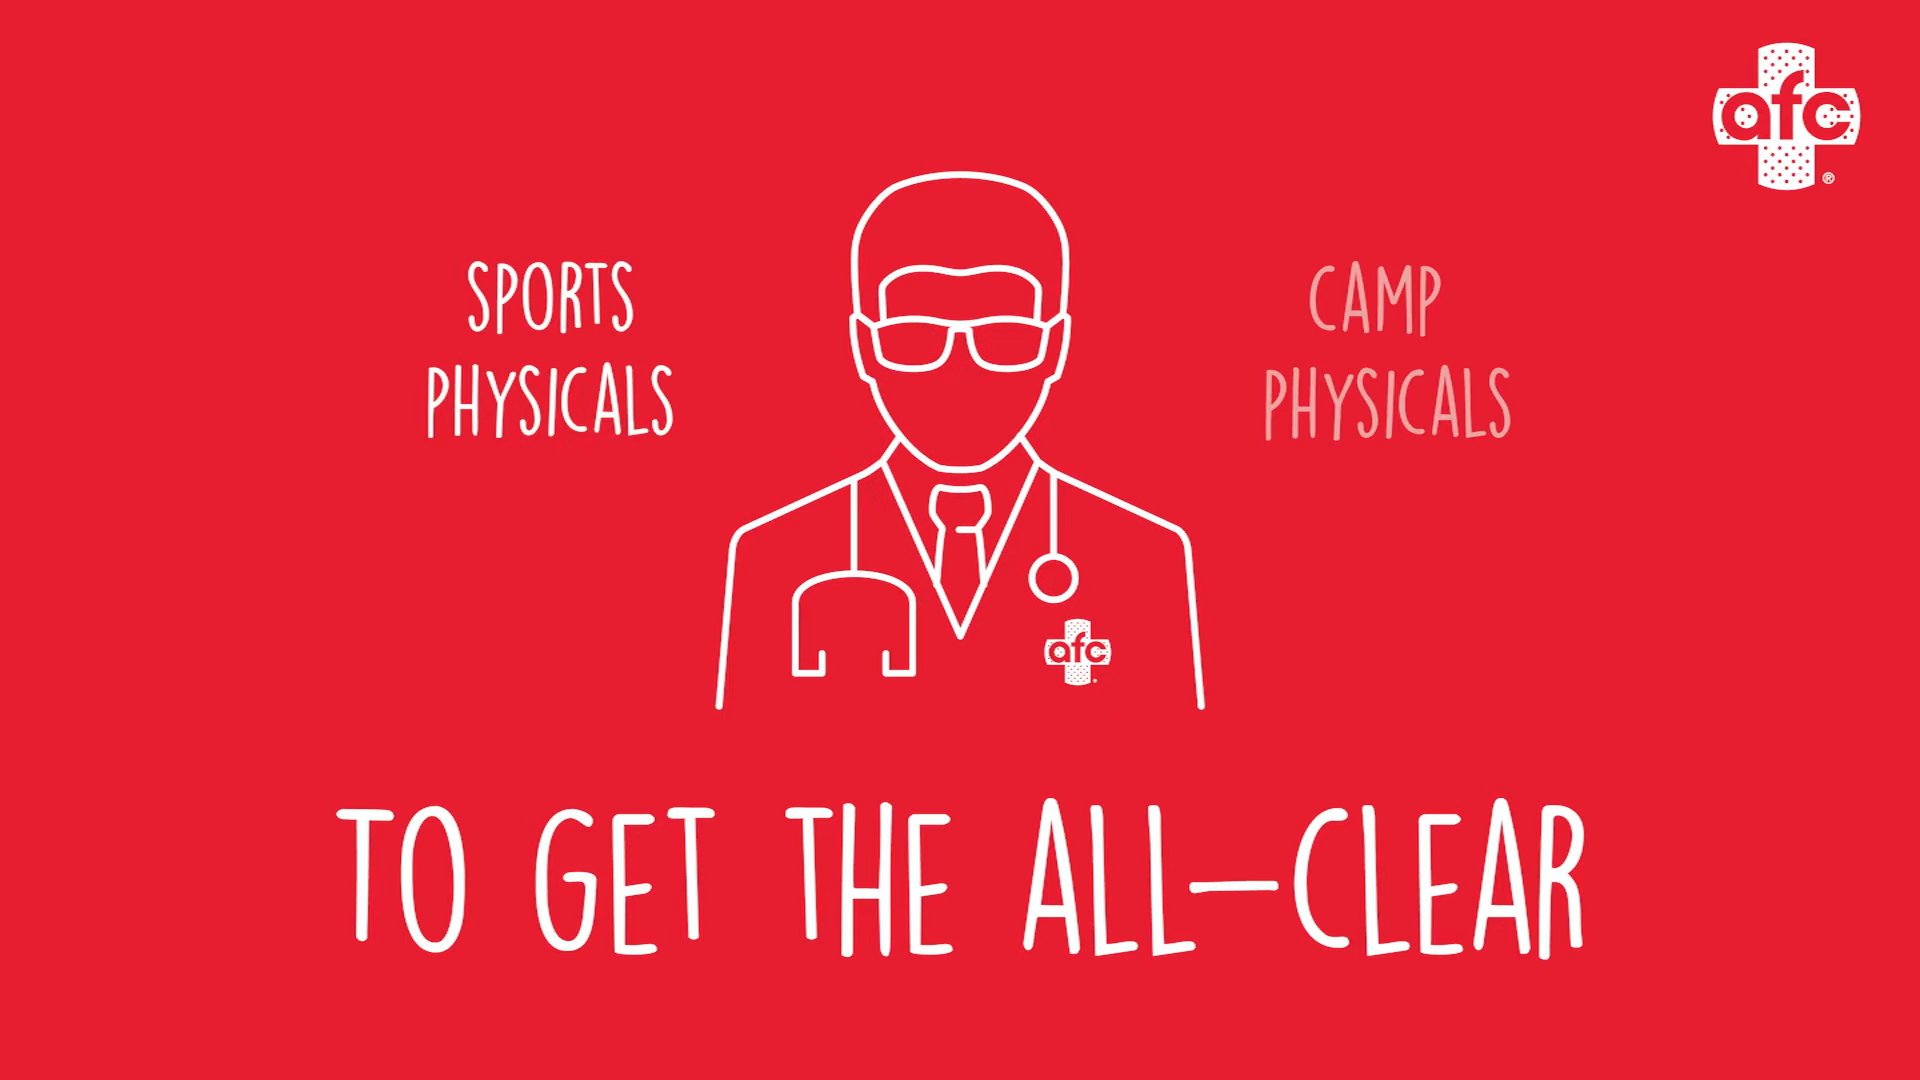 afc
®
SPORTS
PHYSICALS
CAMP
PHYSICALS
afc
TO GET THE ALL-CLEAR